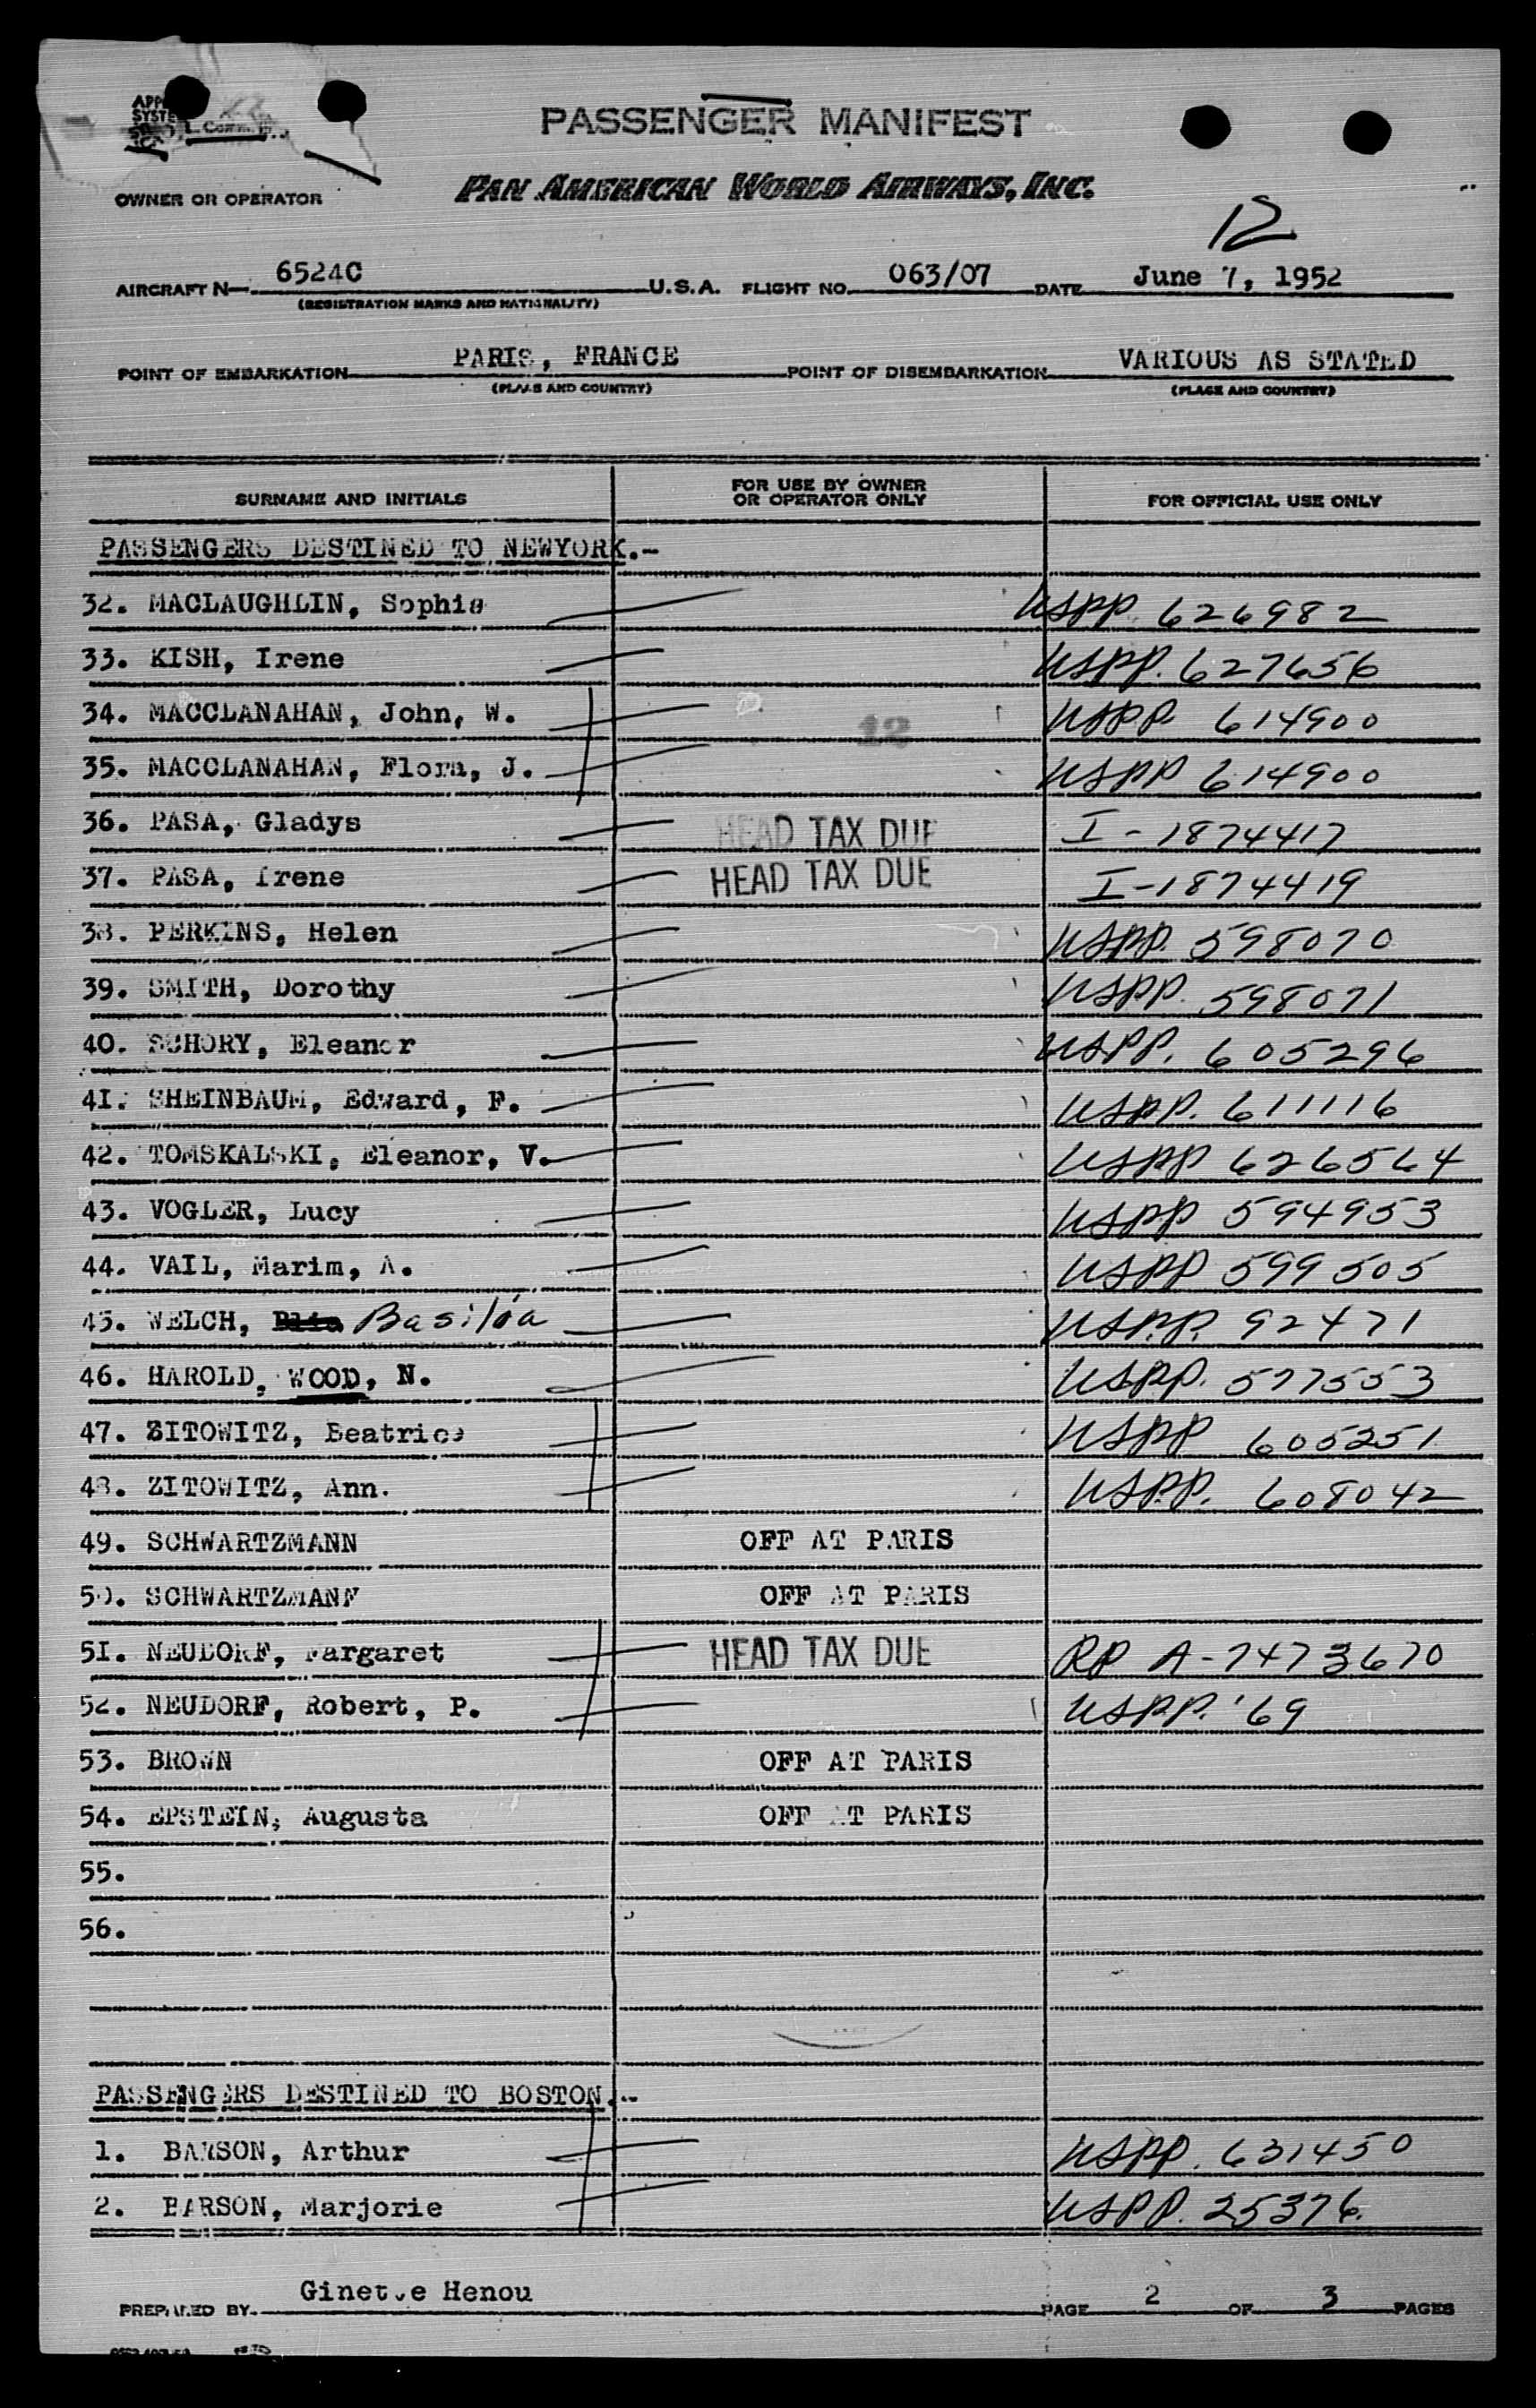 PASSENGER MANIFEST
OWNER OR OPERATOR PAN AMERICAN WORLD AIRWAYS, INC.
12
AIRCRAFT N- 6524C U.S.A. FLIGHT NO. 063/07 DATE June 7, 1952
(REGISTRATION MARKS AND NATIONALITY)
POINT OF EMBARKATION PARIS, FRANCE POINT OF DISEMBARKATION VARIOUS AS STATED
(PLACE AND COUNTRY) (PLACE AND COUNTRY)
SURNAME AND INITIALS FOR USE BY OWNER OR OPERATOR ONLY FOR OFFICIAL USE ONLY
PASSENGERS DESTINED TO NEWYORK.-
32. MACLAUGHLIN, Sophie USPP. 626982
33. KISH, Irene USPP. 627656
34. MACCLANAHAN, John, W. 12 USPP 614900
35. MACCLANAHAN, Flora, J. USPP 614900
36. PASA, Gladys HEAD TAX DUE I-1874417
37. PASA, Irene HEAD TAX DUE I-1874419
38. PERKINS, Helen USPP. 598070
39. SMITH, Dorothy USPP. 598071
40. SCHORY, Eleanor USPP. 605296
41. SHEINBAUM, Edward, F. USPP. 611116
42. TOMSKALSKI, Eleanor, V. USPP 626564
43. VOGLER, Lucy USPP 594953
44. VAIL, Marim, A. USPP 599505
45. WELCH, Basilia USP.P. 92471
46. HAROLD, WOOD, N. USPP. 577553
47. ZITOWITZ, Beatrice USPP 605251
48. ZITOWITZ, Ann. USP.P. 608042
49. SCHWARTZMANN OFF AT PARIS
50. SCHWARTZMANN OFF AT PARIS
51. NEUDORF, Margaret HEAD TAX DUE RP A-7473670
52. NEUDORF, Robert, P. USPP. '69
53. BROWN OFF AT PARIS
54. EPSTEIN, Augusta OFF AT PARIS
55.
56.
PASSENGERS DESTINED TO BOSTON.-
1. BARSON, Arthur USPP. 631450
2. BARSON, Marjorie USPP. 25376.
PREPARED BY. Ginette Henou PAGE 2 OF 3 PAGES